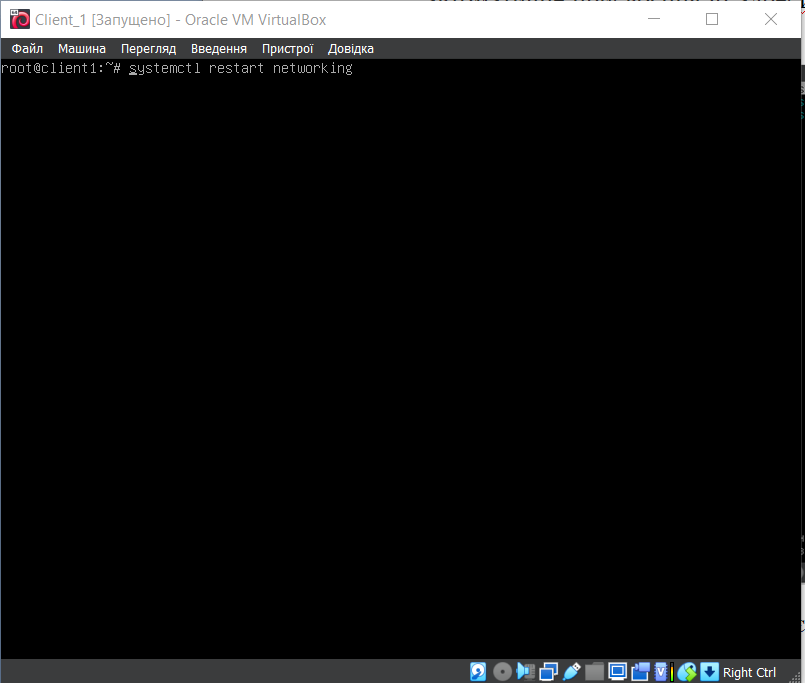 Client_1 [Запущено] - Oracle VM VirtualBox
Файл Машина Перегляд Введення Пристрої Довідка
root@client1:~# systemctl restart networking
Right Ctrl